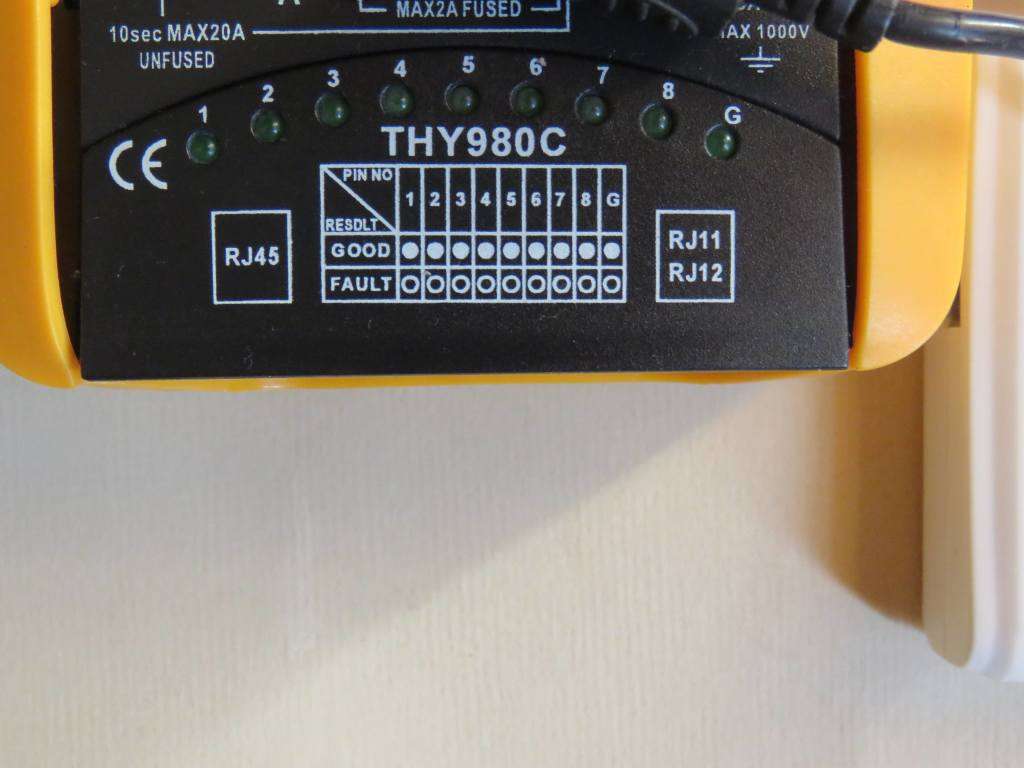 A
10sec MAX20A
UNFUSED
MAX2A FUSED
MAX 1000V
1 2 3 4 5 6 7 8 G
CE
THY980C
RJ45
PIN NO 1 2 3 4 5 6 7 8 G
RESDLT
GOOD
FAULT
RJ11
RJ12